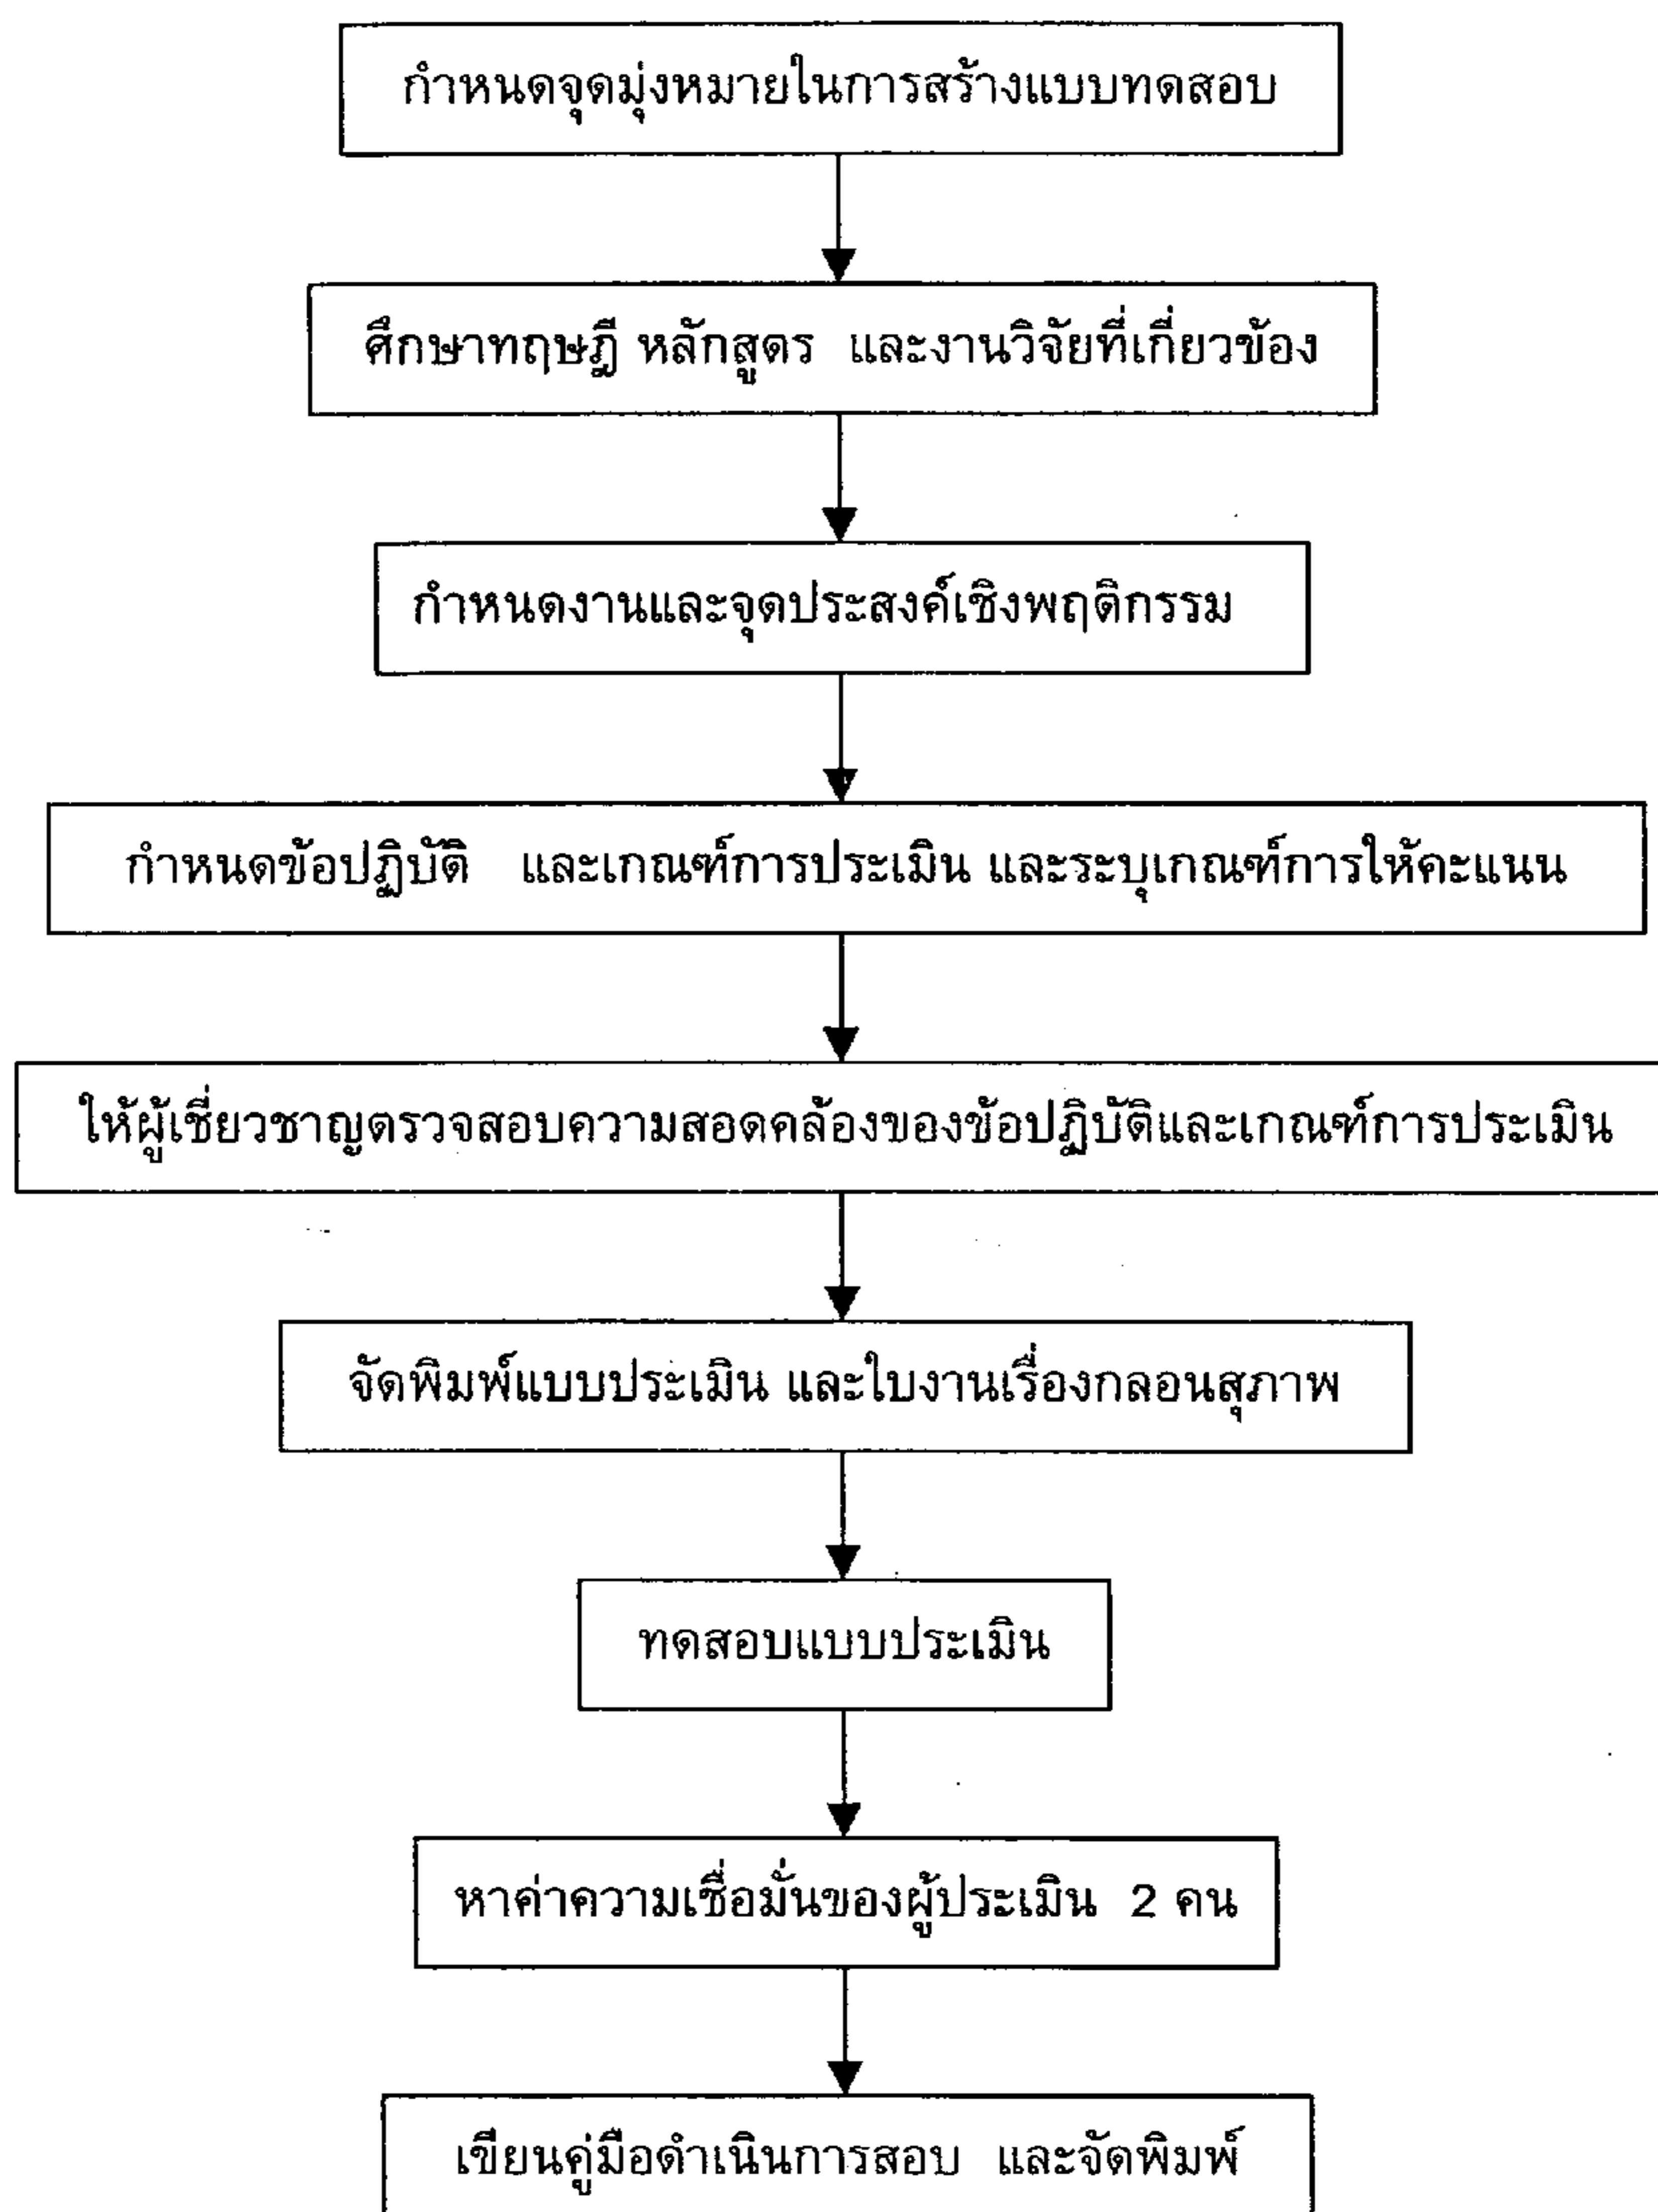 กำหนดจุดมุ่งหมายในการสร้างแบบทดสอบ
ศึกษาทฤษฎี หลักสูตร และงานวิจัยที่เกี่ยวข้อง
กำหนดงานและจุดประสงค์เชิงพฤติกรรม
กำหนดข้อปฏิบัติ และเกณฑ์การประเมิน และระบุเกณฑ์การให้คะแนน
ให้ผู้เชี่ยวชาญตรวจสอบความสอดคล้องของข้อปฏิบัติและเกณฑ์การประเมิน
จัดพิมพ์แบบประเมิน และใบงานเรื่องกลอนสุภาพ
ทดสอบแบบประเมิน
หาค่าความเชื่อมั่นของผู้ประเมิน 2 คน
เขียนคู่มือดำเนินการสอบ และจัดพิมพ์